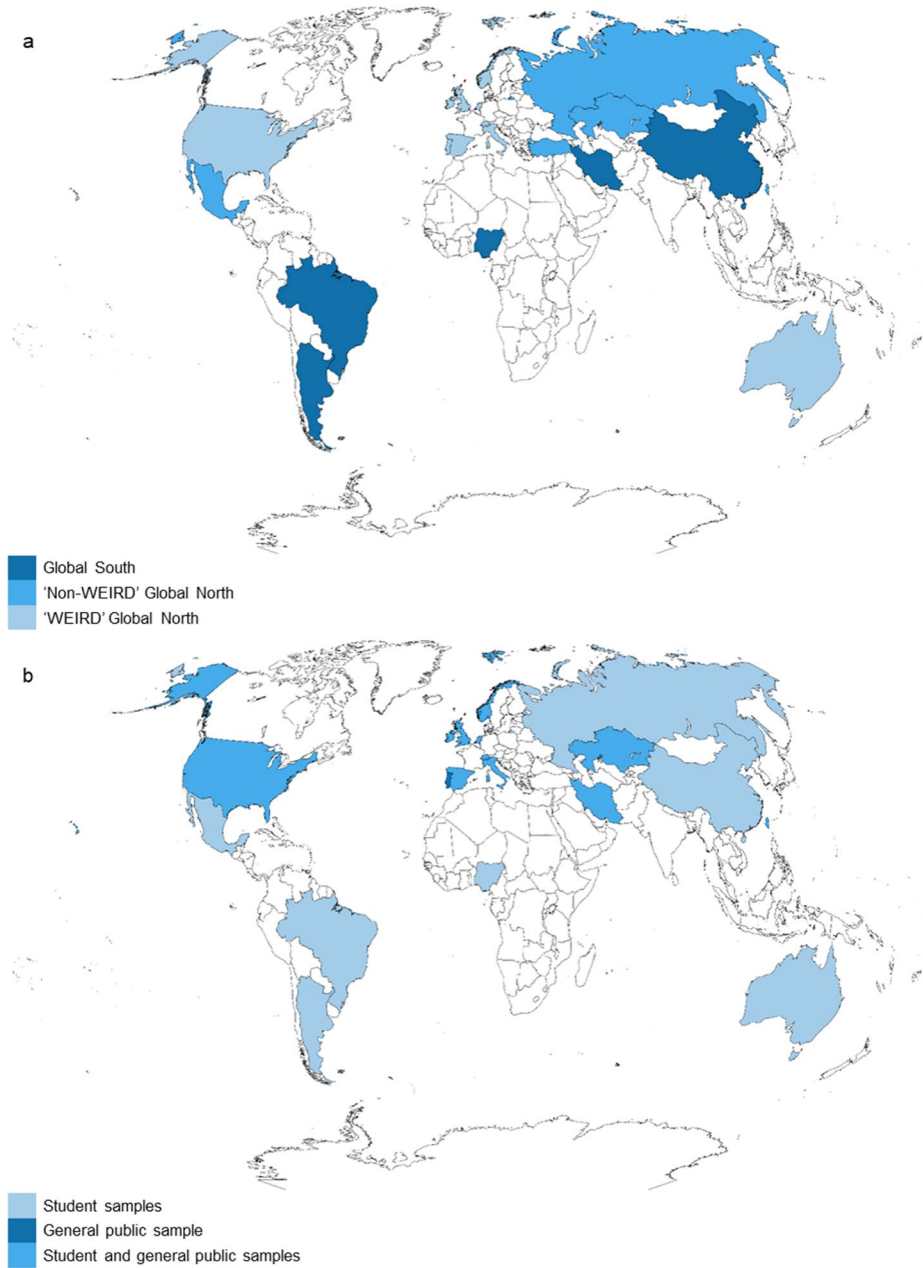 a
Global South
‘Non-WEIRD’ Global North
‘WEIRD’ Global North
b
Student samples
General public sample
Student and general public samples